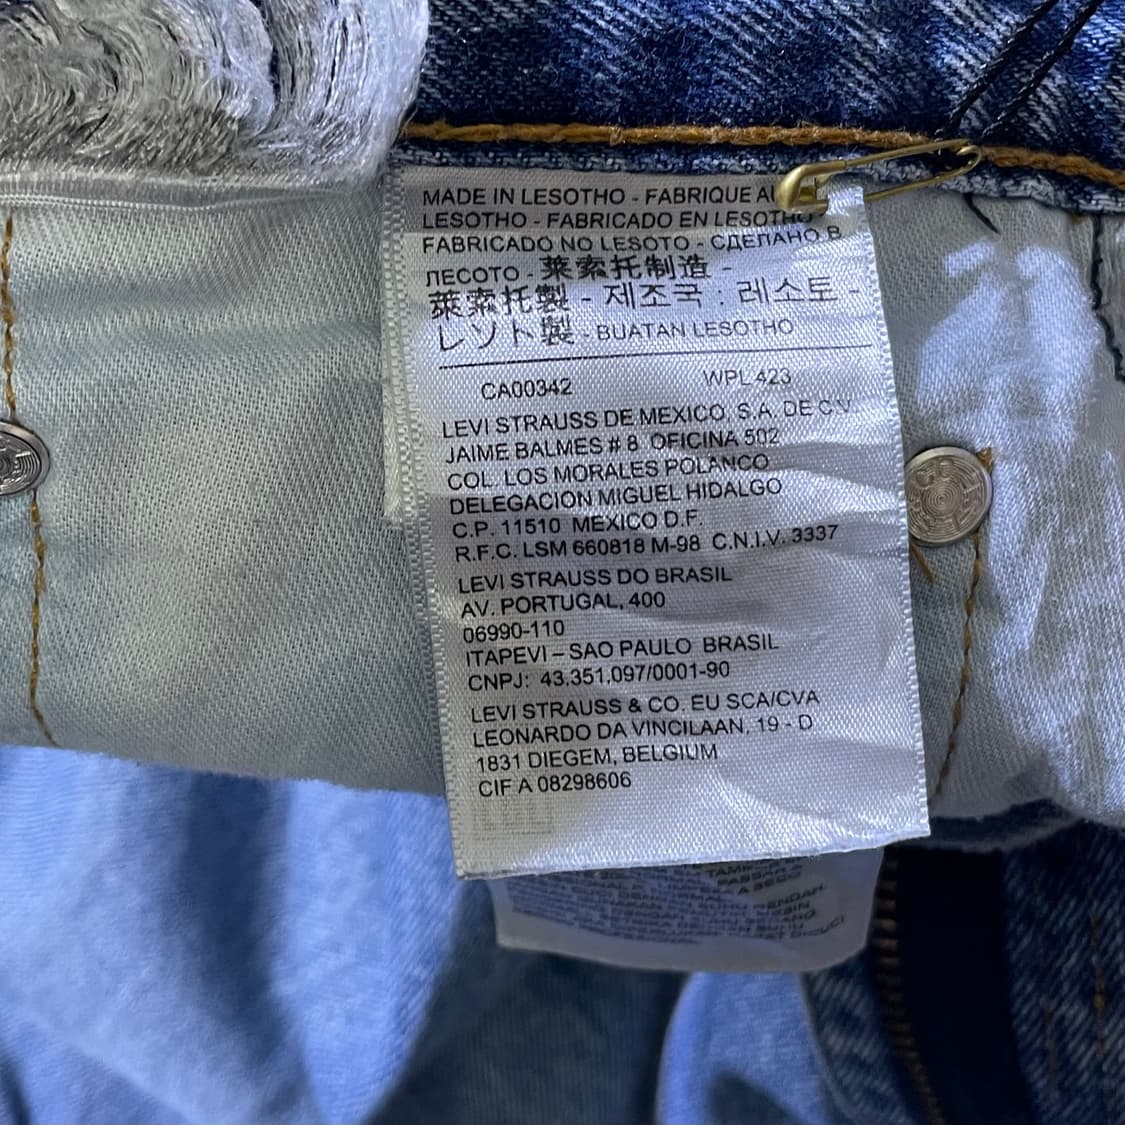 MADE IN LESOTHO - FABRIQUE AU
LESOTHO - FABRICADO EN LESOTHO -
FABRICADO NO LESOTO - СДЕЛАНО В
ЛЕСОТО - 莱索托制造 -
萊索托製 - 제조국 : 레소토 -
レソト製 - BUATAN LESOTHO
CA00342 WPL 423
LEVI STRAUSS DE MEXICO, S.A. DE C.V.
JAIME BALMES # 8 OFICINA 502
COL. LOS MORALES POLANCO
DELEGACION MIGUEL HIDALGO
C.P. 11510 MEXICO D.F.
R.F.C. LSM 660818 M-98 C.N.I.V. 3337
LEVI STRAUSS DO BRASIL
AV. PORTUGAL, 400
06990-110
ITAPEVI – SAO PAULO BRASIL
CNPJ: 43.351,097/0001-90
LEVI STRAUSS & CO. EU SCA/CVA
LEONARDO DA VINCILAAN, 19 - D
1831 DIEGEM, BELGIUM
CIF A 08298606
PASSAR A
A SECO
RENDAH